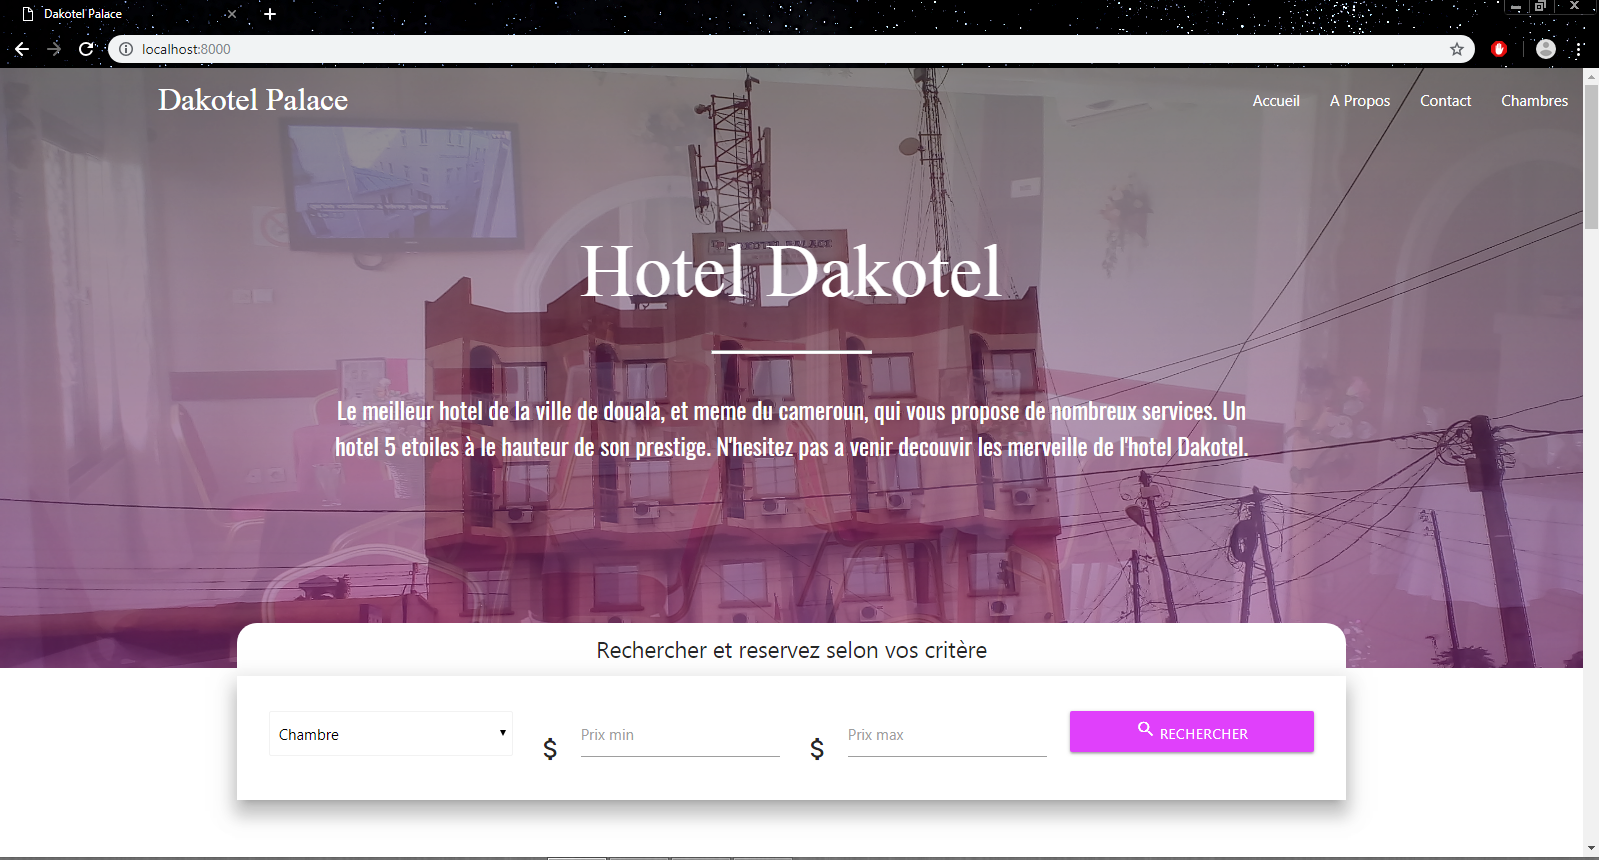 Dakotel Palace
localhost:8000
Dakotel Palace
Accueil A Propos Contact Chambres
DAKOTEL PALACE
Hotel Dakotel
Le meilleur hotel de la ville de douala, et meme du cameroun, qui vous propose de nombreux services. Un
hotel 5 etoiles à le hauteur de son prestige. N'hesitez pas a venir decouvir les merveille de l'hotel Dakotel.
Rechercher et reservez selon vos critère
Chambre
$ Prix min
$ Prix max
RECHERCHER